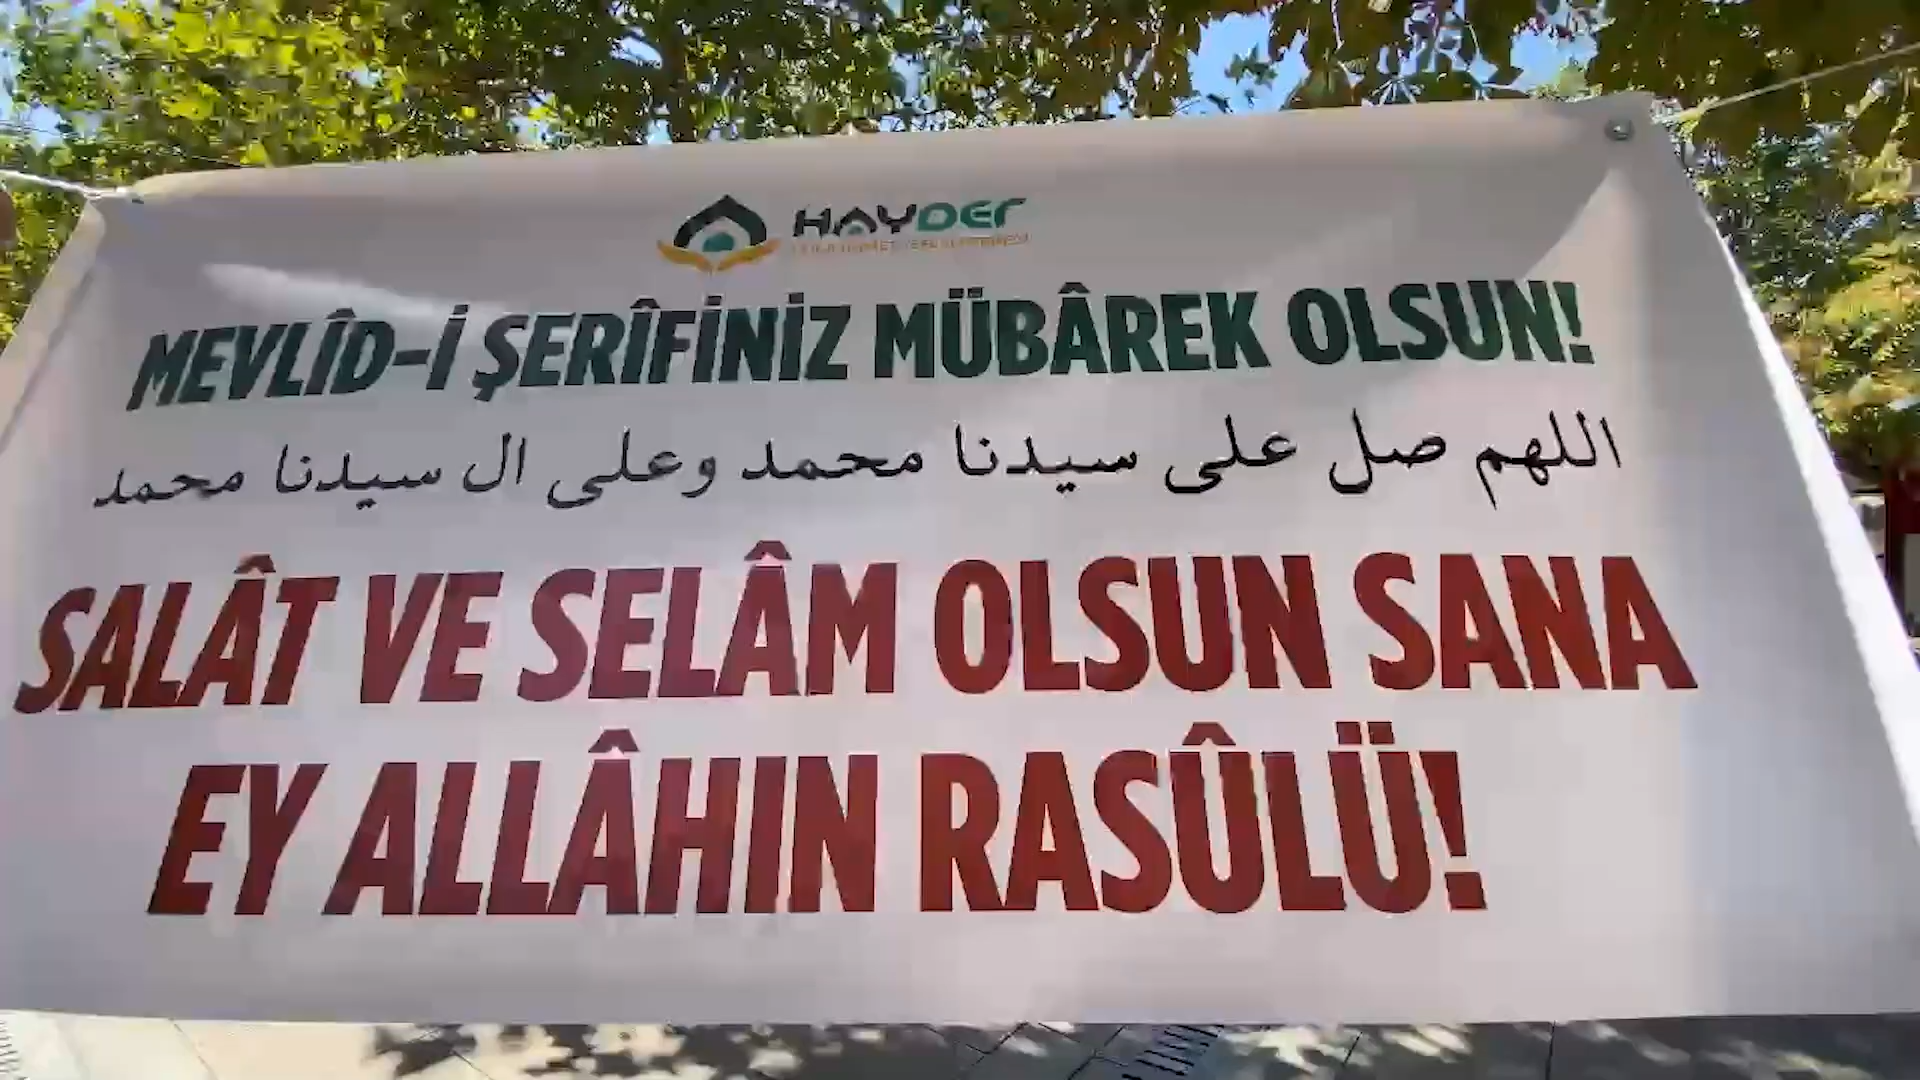 HAYDER
MEVLÎD-İ ŞERÎFİNİZ MÜBÂREK OLSUN!
اللهم صل على سيدنا محمد وعلى ال سيدنا محمد
SALÂT VE SELÂM OLSUN SANA
EY ALLÂHIN RASÛLÜ!